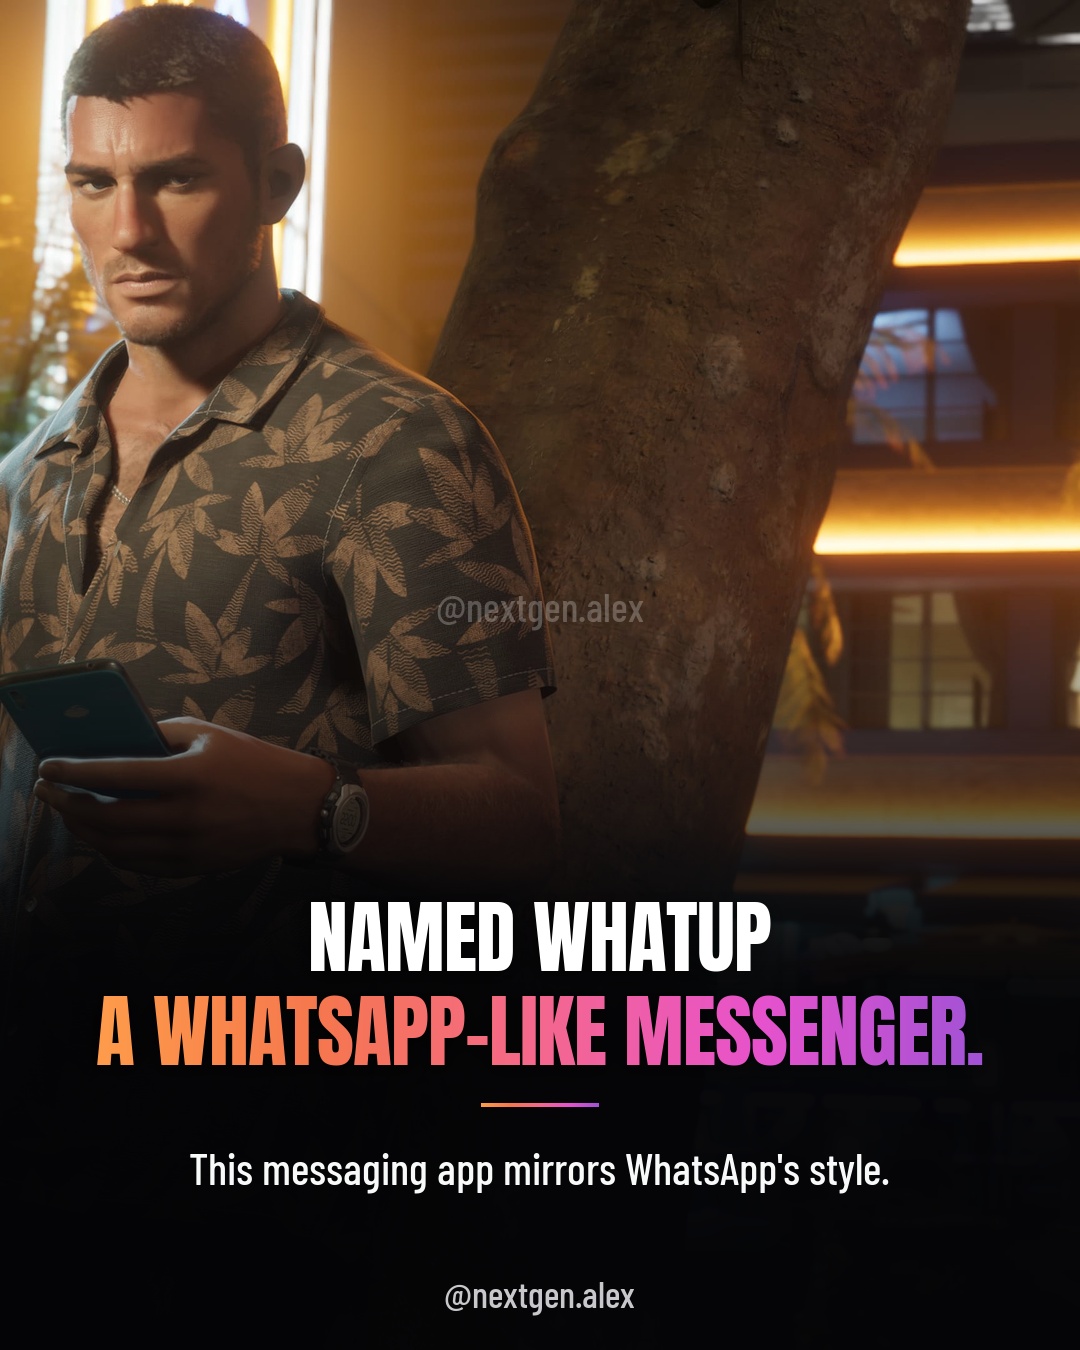 @nextgen.alex
NAMED WHATUP
A WHATSAPP-LIKE MESSENGER.
This messaging app mirrors WhatsApp's style.
@nextgen.alex